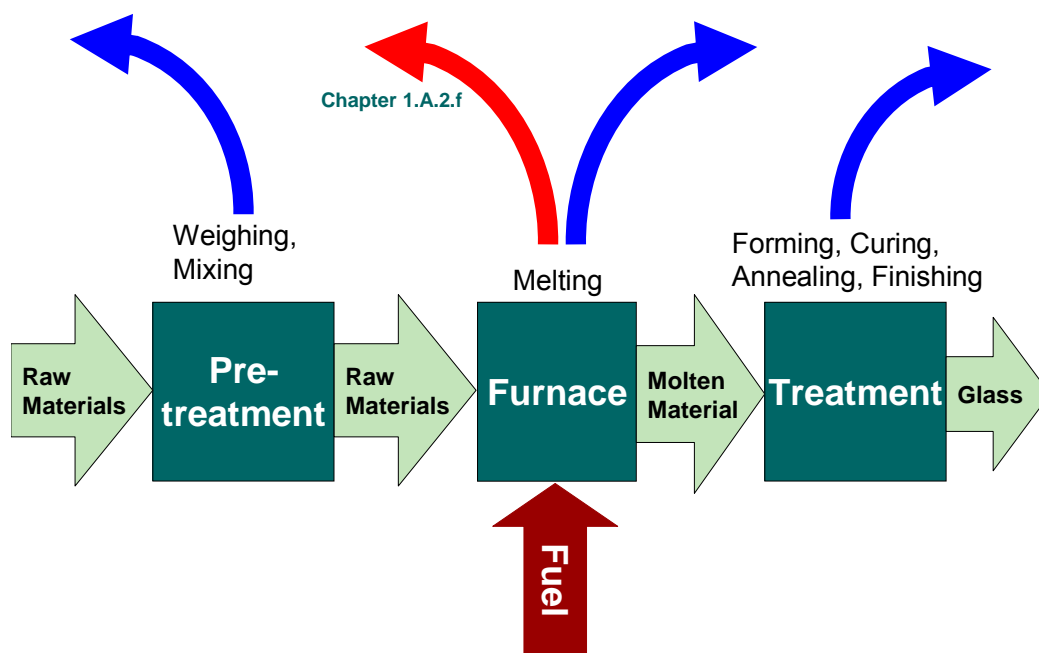 Chapter 1.A.2.f
Weighing,
Mixing
Melting
Forming, Curing,
Annealing, Finishing
Raw
Materials
Pre-
treatment
Raw
Materials
Furnace
Molten
Material
Treatment
Glass
Fuel